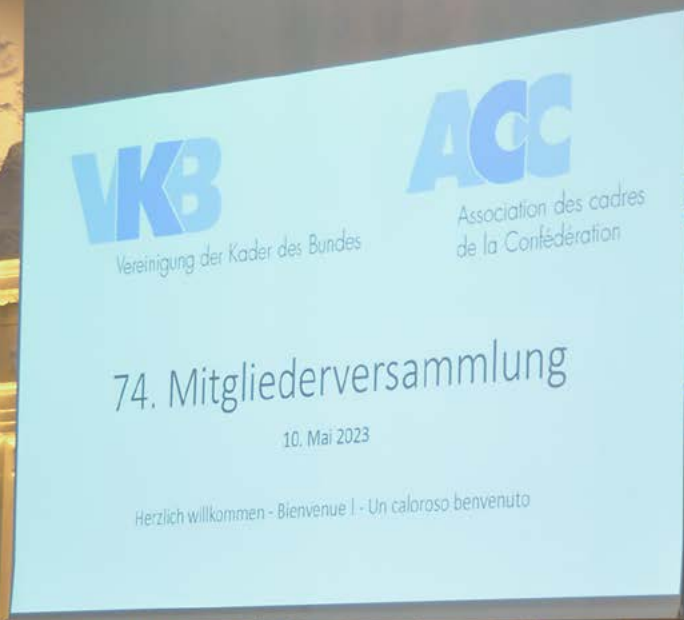 VKB
Vereinigung der Kader des Bundes
ACC
Association des cadres
de la Confédération
74. Mitgliederversammlung
10. Mai 2023
Herzlich willkommen - Bienvenue ! - Un caloroso benvenuto